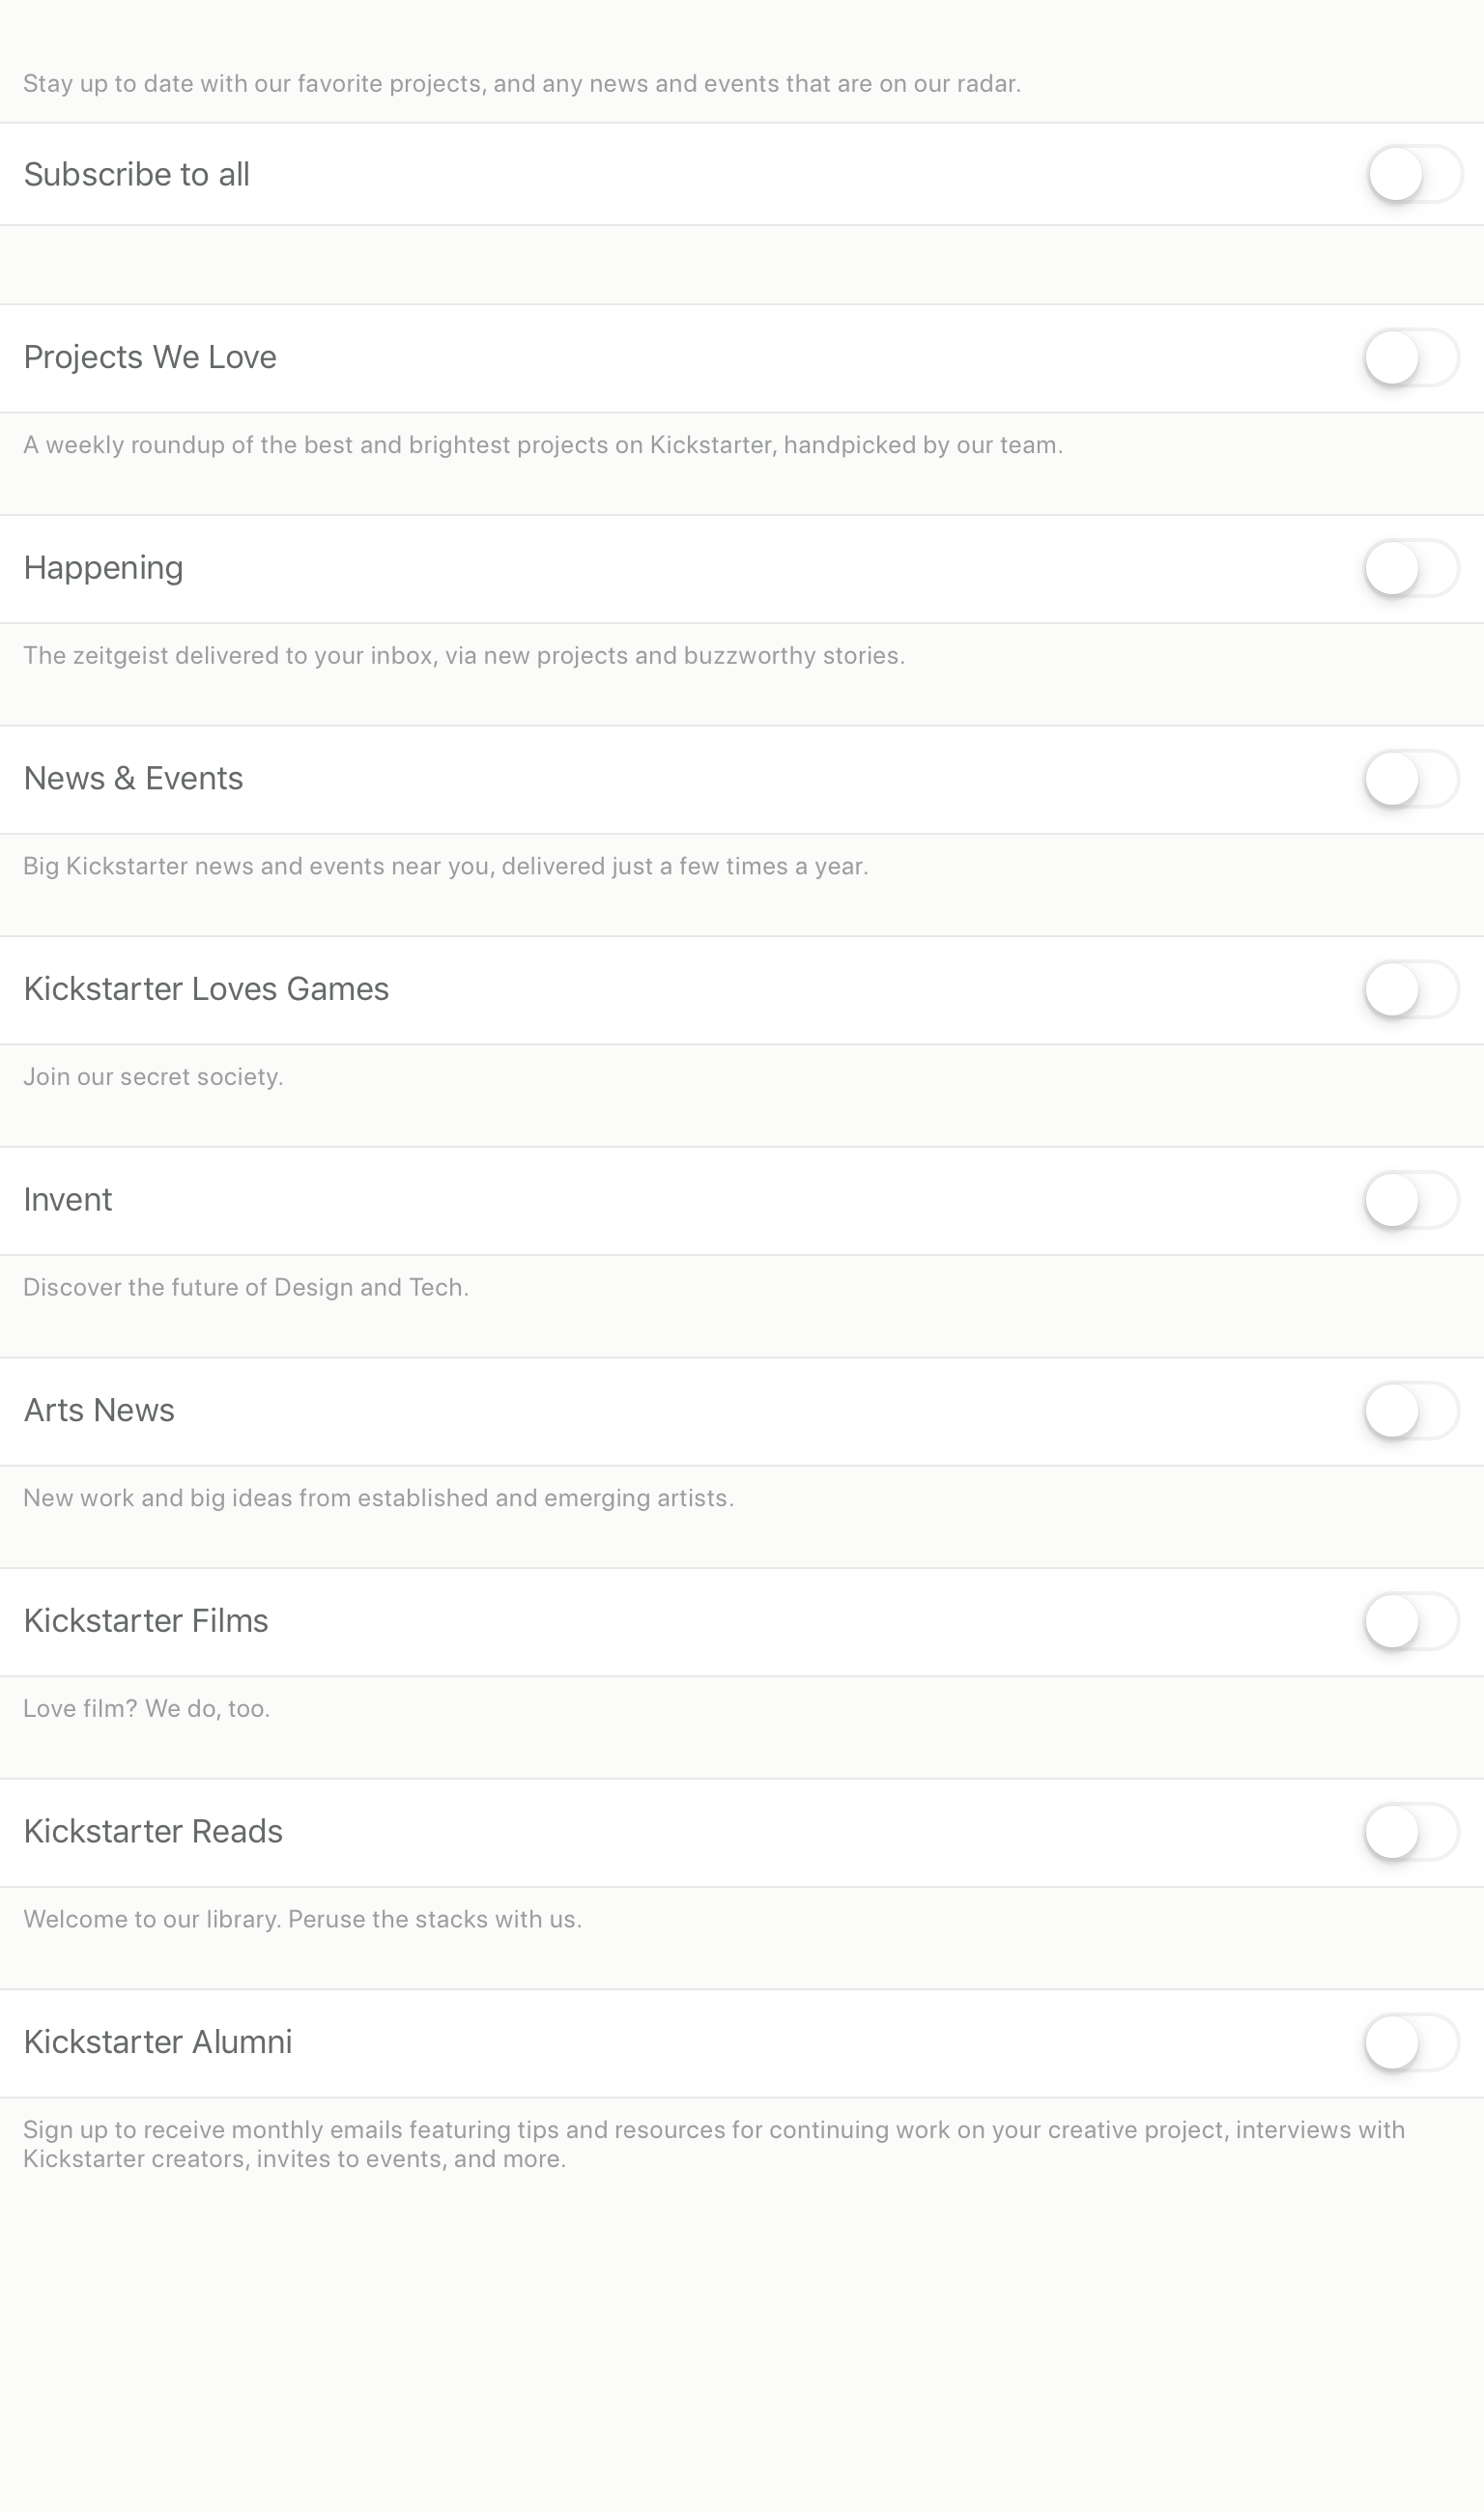 Stay up to date with our favorite projects, and any news and events that are on our radar.
Subscribe to all
Projects We Love
A weekly roundup of the best and brightest projects on Kickstarter, handpicked by our team.
Happening
The zeitgeist delivered to your inbox, via new projects and buzzworthy stories.
News & Events
Big Kickstarter news and events near you, delivered just a few times a year.
Kickstarter Loves Games
Join our secret society.
Invent
Discover the future of Design and Tech.
Arts News
New work and big ideas from established and emerging artists.
Kickstarter Films
Love film? We do, too.
Kickstarter Reads
Welcome to our library. Peruse the stacks with us.
Kickstarter Alumni
Sign up to receive monthly emails featuring tips and resources for continuing work on your creative project, interviews with
Kickstarter creators, invites to events, and more.